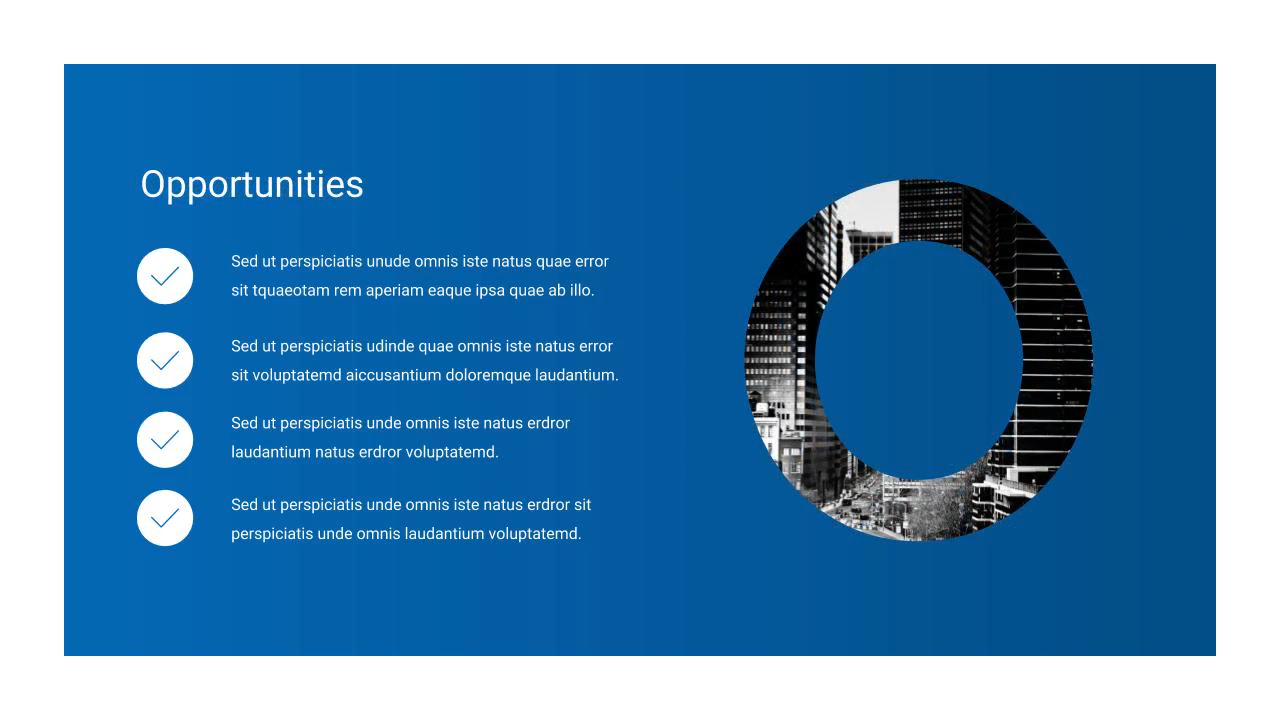 Opportunities
Sed ut perspiciatis unude omnis iste natus quae error
sit tquaeotam rem aperiam eaque ipsa quae ab illo.
Sed ut perspiciatis udinde quae omnis iste natus error
sit voluptatemd aiccusantium doloremque laudantium.
Sed ut perspiciatis unde omnis iste natus erdror
laudantium natus erdror voluptatemd.
Sed ut perspiciatis unde omnis iste natus erdror sit
perspiciatis unde omnis laudantium voluptatemd.
O